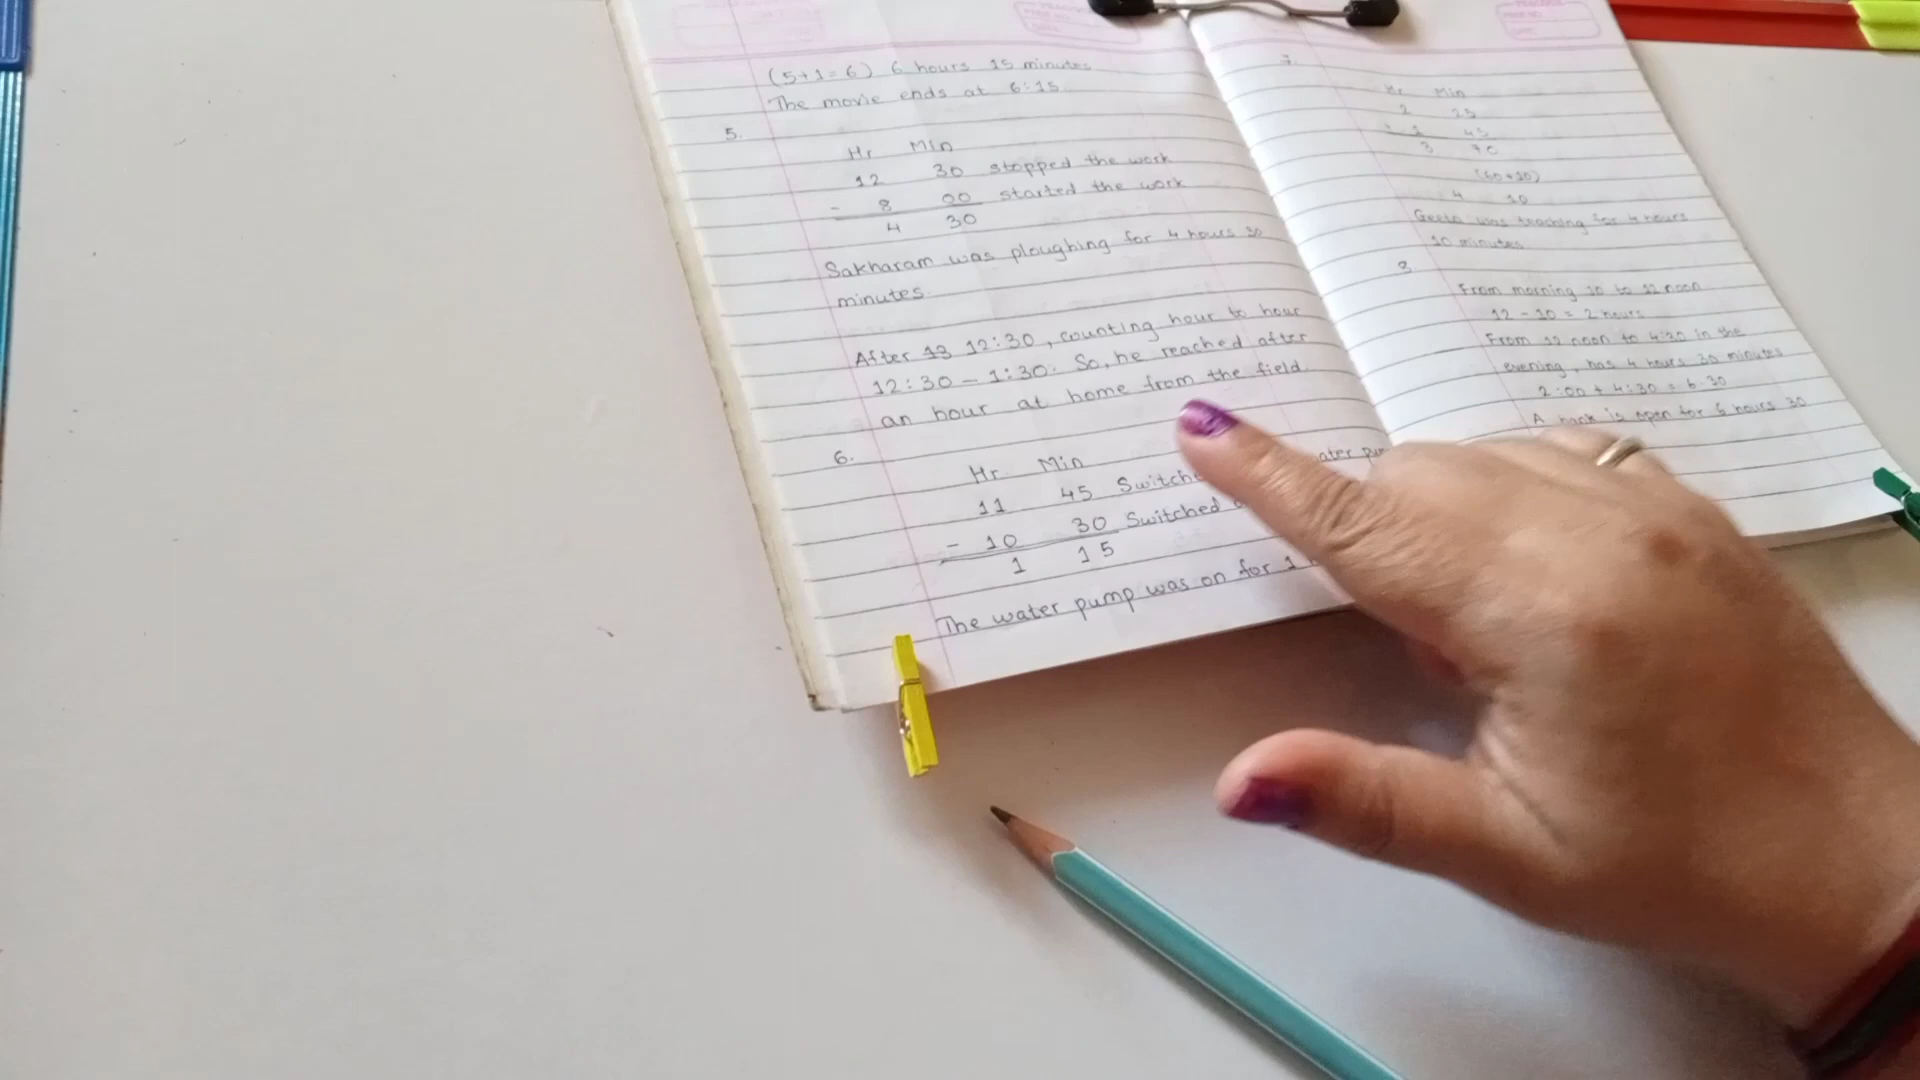 (5+1=6) 6 hours 15 minutes
The movie ends at 6:15
5.
Hr Min
12 30 stopped the work
- 8 00 started the work
4 30
Sakharam was ploughing for 4 hours 30
minutes.
After 13 12:30, counting hour to hour
12:30 - 1:30. So, he reached after
an hour at home from the field.
6.
Hr Min
11 45 Switche
- 10 30 Switched
1 15
The water pump was on for 1
7.
Hr Min
2 25
45
3 70
(60+10)
4 10
Geeta was teaching for 4 hours
10 minutes
8
From morning 10 to 12 noon
12 - 10 = 2 hours
From 12 noon to 4:30 in the
evening, has 4 hours 30 minutes
2:00 + 4:30 = 6.30
A bank is open for 6 hours 30